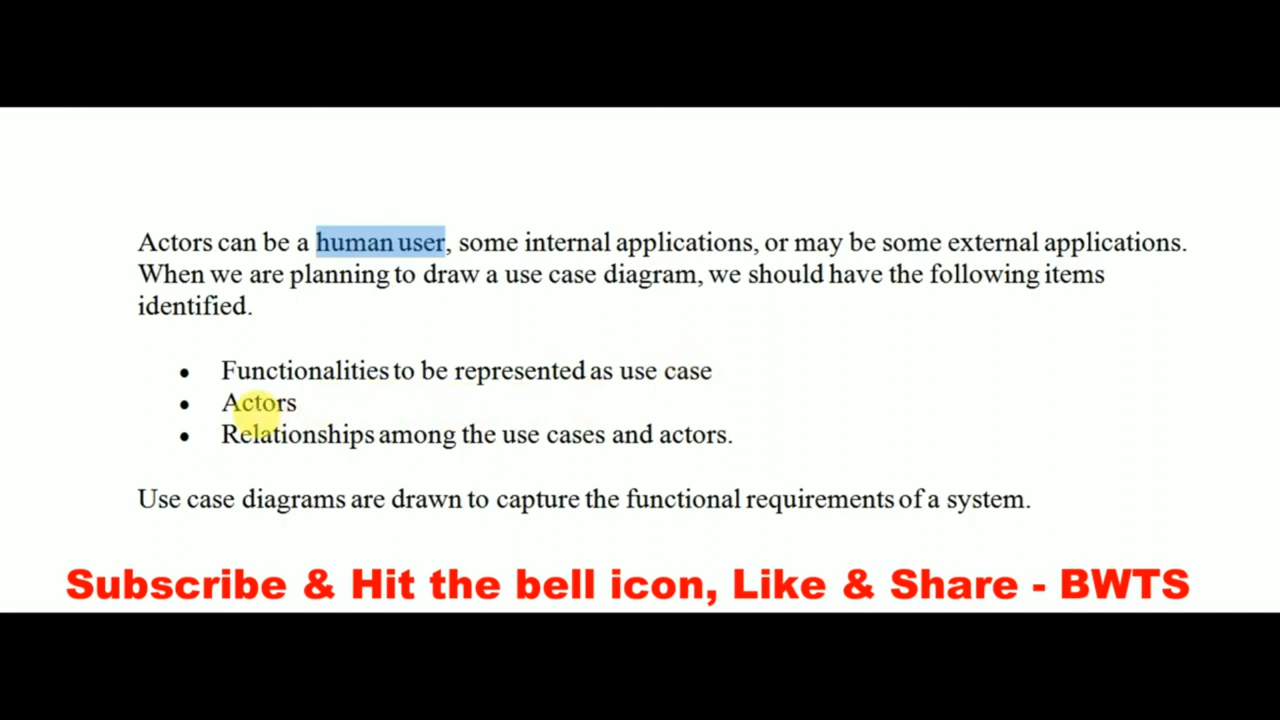 Actors can be a human user, some internal applications, or may be some external applications.
When we are planning to draw a use case diagram, we should have the following items
identified.
• Functionalities to be represented as use case
• Actors
• Relationships among the use cases and actors.
Use case diagrams are drawn to capture the functional requirements of a system.
Subscribe & Hit the bell icon, Like & Share - BWTS